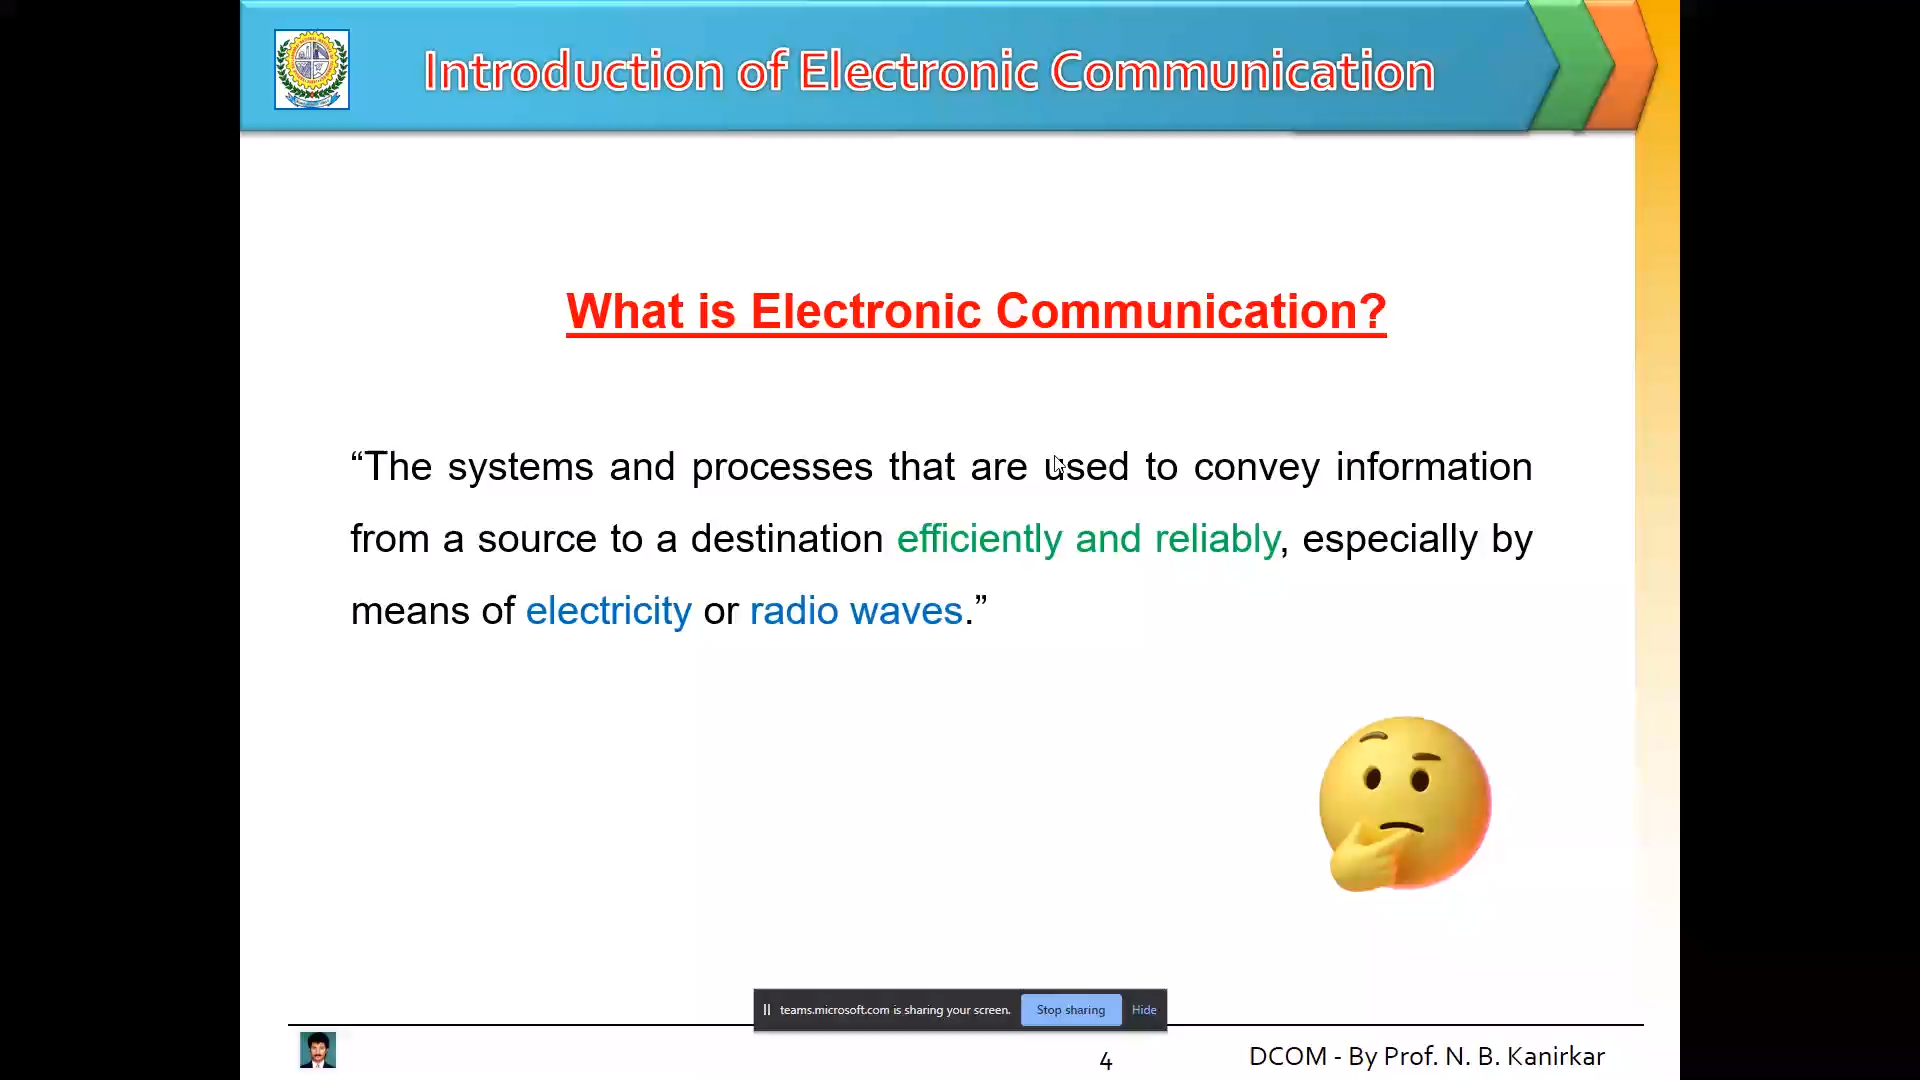 Introduction of Electronic Communication
What is Electronic Communication?
“The systems and processes that are used to convey information
from a source to a destination efficiently and reliably, especially by
means of electricity or radio waves.”
teams.microsoft.com is sharing your screen.
Stop sharing
Hide
4
DCOM - By Prof. N. B. Kanirkar